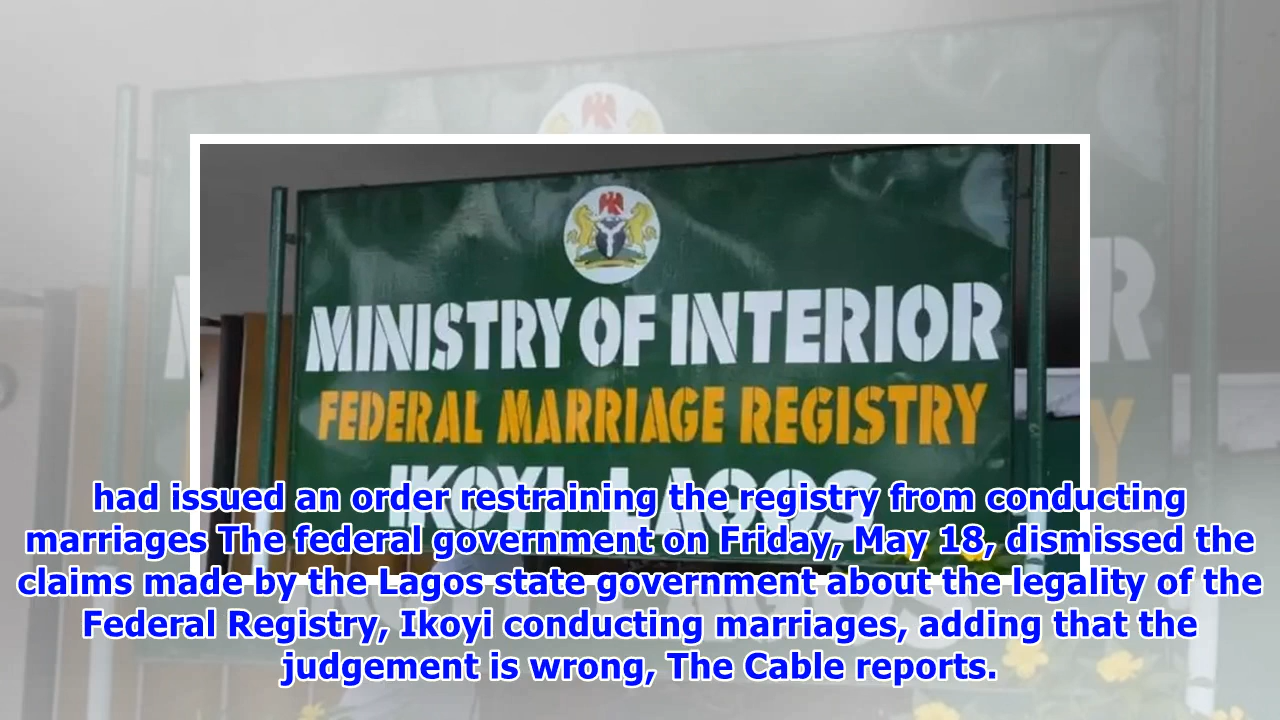 MINISTRY OF INTERIOR
FEDERAL MARRIAGE REGISTRY
IKOYI LAGOS
had issued an order restraining the registry from conducting
marriages The federal government on Friday, May 18, dismissed the
claims made by the Lagos state government about the legality of the
Federal Registry, Ikoyi conducting marriages, adding that the
judgement is wrong, The Cable reports.